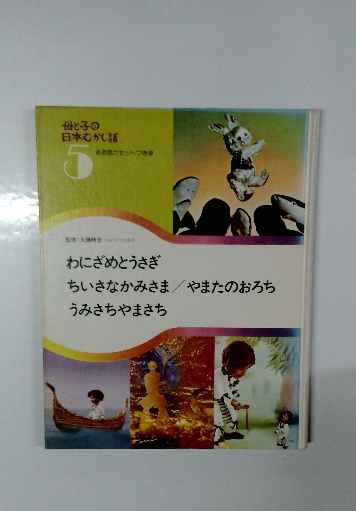 母と子の
日本むかし話
5
お話カセットつき
わにざめとうさぎ
ちいさなかみさま／やまたのおろち
うみさちやまさち